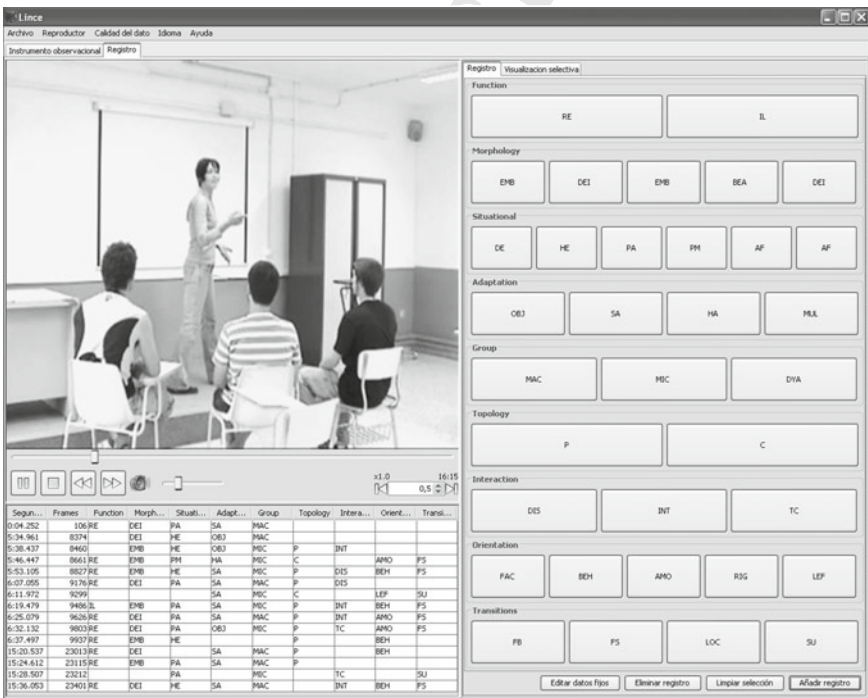 Lince
Archivo Reproductor Calidad del dato Idioma Ayuda
Instrumento observacional Registro
x1.0 16:15
0,5
Segun... Frames Function Morph... Situati... Adapt... Group Topology Intera... Orient... Transi...
0:04.252 106 RE DEI PA SA MAC
5:34.961 8374 DEI HE OBJ MAC
5:38.437 8460 EMB HE OBJ MIC P INT
5:46.447 8661 RE EMB PM HA MIC C AMO FS
5:53.105 8827 RE EMB HE SA MIC P DIS BEH FS
6:07.055 9176 RE DEI PA SA MAC P DIS
6:11.972 9299 SA MIC C LEF SU
6:19.479 9486 IL EMB PA SA MIC P INT BEH FS
6:25.079 9626 RE DEI PA SA MAC P INT AMO FS
6:32.132 9803 RE DEI PA OBJ MIC P TC AMO FS
6:37.497 9937 RE EMB HE P BEH
15:20.537 23013 RE DEI SA MAC P BEH
15:24.612 23115 RE EMB PA SA MAC P
15:28.507 23212 PA MIC TC SU
15:36.053 23401 RE DEI HE SA MAC INT BEH FS
Registro Visualizacion selectiva
Function
RE IL
Morphology
EMB DEI EMB BEA DEI
Situational
DE HE PA PM AF AF
Adaptation
OBJ SA HA MUL
Group
MAC MIC DYA
Topology
P C
Interaction
DIS INT TC
Orientation
FAC BEH AMO RIG LEF
Transitions
FB FS LOC SU
Editar datos fijos Eliminar registro Limpiar selección Añadir registro